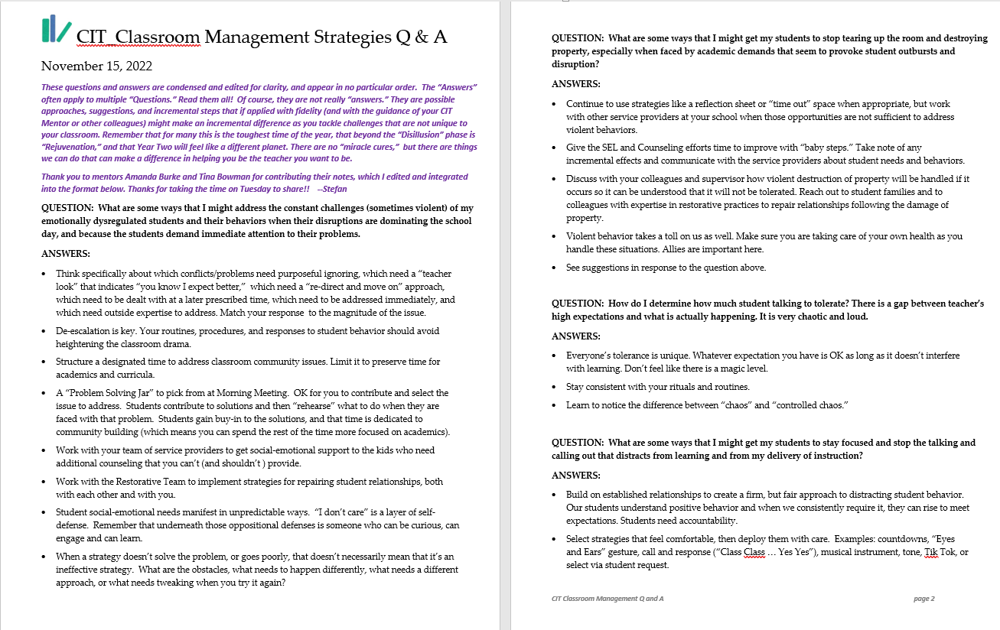 CIT  Classroom Management Strategies Q & A
November 15, 2022
These questions and answers are condensed and edited for clarity, and appear in no particular order.  The “Answers”
often apply to multiple “Questions.” Read them all!  Of course, they are not really “answers.” They are possible
approaches, suggestions, and incremental steps that if applied with fidelity (and with the guidance of your CIT
Mentor or other colleagues) might make an incremental difference as you tackle challenges that are not unique to
your classroom. Remember that for many this is the toughest time of the year, that beyond the “Disillusion” phase is
“Rejuvenation,” and that Year Two will feel like a different planet. There are no “miracle cures,”  but there are things
we can do that can make a difference in helping you be the teacher you want to be.
Thank you to mentors Amanda Burke and Tina Bowman for contributing their notes, which I edited and integrated
into the format below. Thanks for taking the time on Tuesday to share!!    --Stefan
QUESTION:  What are some ways that I might address the constant challenges (sometimes violent) of my
emotionally dysregulated students and their behaviors when their disruptions are dominating the school
day, and because the students demand immediate attention to their problems.
ANSWERS:
• Think specifically about which conflicts/problems need purposeful ignoring, which need a “teacher
look” that indicates “you know I expect better,”  which need a “re-direct and move on” approach,
which need to be dealt with at a later prescribed time, which need to be addressed immediately, and
which need outside expertise to address. Match your response  to the magnitude of the issue.
• De-escalation is key. Your routines, procedures, and responses to student behavior should avoid
heightening the classroom drama.
• Structure a designated time to address classroom community issues. Limit it to preserve time for
academics and curricula.
• A “Problem Solving Jar” to pick from at Morning Meeting.  OK for you to contribute and select the
issue to address.  Students contribute to solutions and then “rehearse” what to do when they are
faced with that problem.  Students gain buy-in to the solutions, and that time is dedicated to
community building (which means you can spend the rest of the time more focused on academics).
• Work with your team of service providers to get social-emotional support to the kids who need
additional counseling that you can’t (and shouldn’t ) provide.
• Work with the Restorative Team to implement strategies for repairing student relationships, both
with each other and with you.
• Student social-emotional needs manifest in unpredictable ways.  “I don’t care” is a layer of self-
defense.  Remember that underneath those oppositional defenses is someone who can be curious, can
engage and can learn.
• When a strategy doesn’t solve the problem, or goes poorly, that doesn’t necessarily mean that it’s an
ineffective strategy.  What are the obstacles, what needs to happen differently, what needs a different
approach, or what needs tweaking when you try it again?
QUESTION:  What are some ways that I might get my students to stop tearing up the room and destroying
property, especially when faced by academic demands that seem to provoke student outbursts and
disruption?
ANSWERS:
• Continue to use strategies like a reflection sheet or “time out” space when appropriate, but work
with other service providers at your school when those opportunities are not sufficient to address
violent behaviors.
• Give the SEL and Counseling efforts time to improve with “baby steps.” Take note of any
incremental effects and communicate with the service providers about student needs and behaviors.
• Discuss with your colleagues and supervisor how violent destruction of property will be handled if it
occurs so it can be understood that it will not be tolerated. Reach out to student families and to
colleagues with expertise in restorative practices to repair relationships following the damage of
property.
• Violent behavior takes a toll on us as well. Make sure you are taking care of your own health as you
handle these situations. Allies are important here.
• See suggestions in response to the question above.
QUESTION:  How do I determine how much student talking to tolerate? There is a gap between teacher’s
high expectations and what is actually happening. It is very chaotic and loud.
ANSWERS:
• Everyone’s tolerance is unique. Whatever expectation you have is OK as long as it doesn’t interfere
with learning. Don’t feel like there is a magic level.
• Stay consistent with your rituals and routines.
• Learn to notice the difference between “chaos” and “controlled chaos.”
QUESTION:  What are some ways that I might get my students to stay focused and stop the talking and
calling out that distracts from learning and from my delivery of instruction?
ANSWERS:
• Build on established relationships to create a firm, but fair approach to distracting student behavior.
Our students understand positive behavior and when we consistently require it, they can rise to meet
expectations. Students need accountability.
• Select strategies that feel comfortable, then deploy them with care.  Examples: countdowns, “Eyes
and Ears” gesture, call and response (“Class Class … Yes Yes”), musical instrument, tone, Tik Tok, or
select via student request.
CIT Classroom Management Q and A
page 2